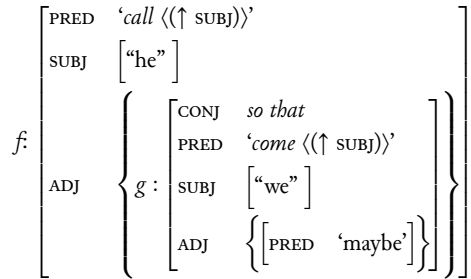 PRED ‘call ⟨(↑ SUBJ)⟩’
SUBJ [“he”]
f: ADJ { g : [
CONJ so that
PRED ‘come ⟨(↑ SUBJ)⟩’
SUBJ [“we”]
ADJ {[PRED ‘maybe’]}
] }